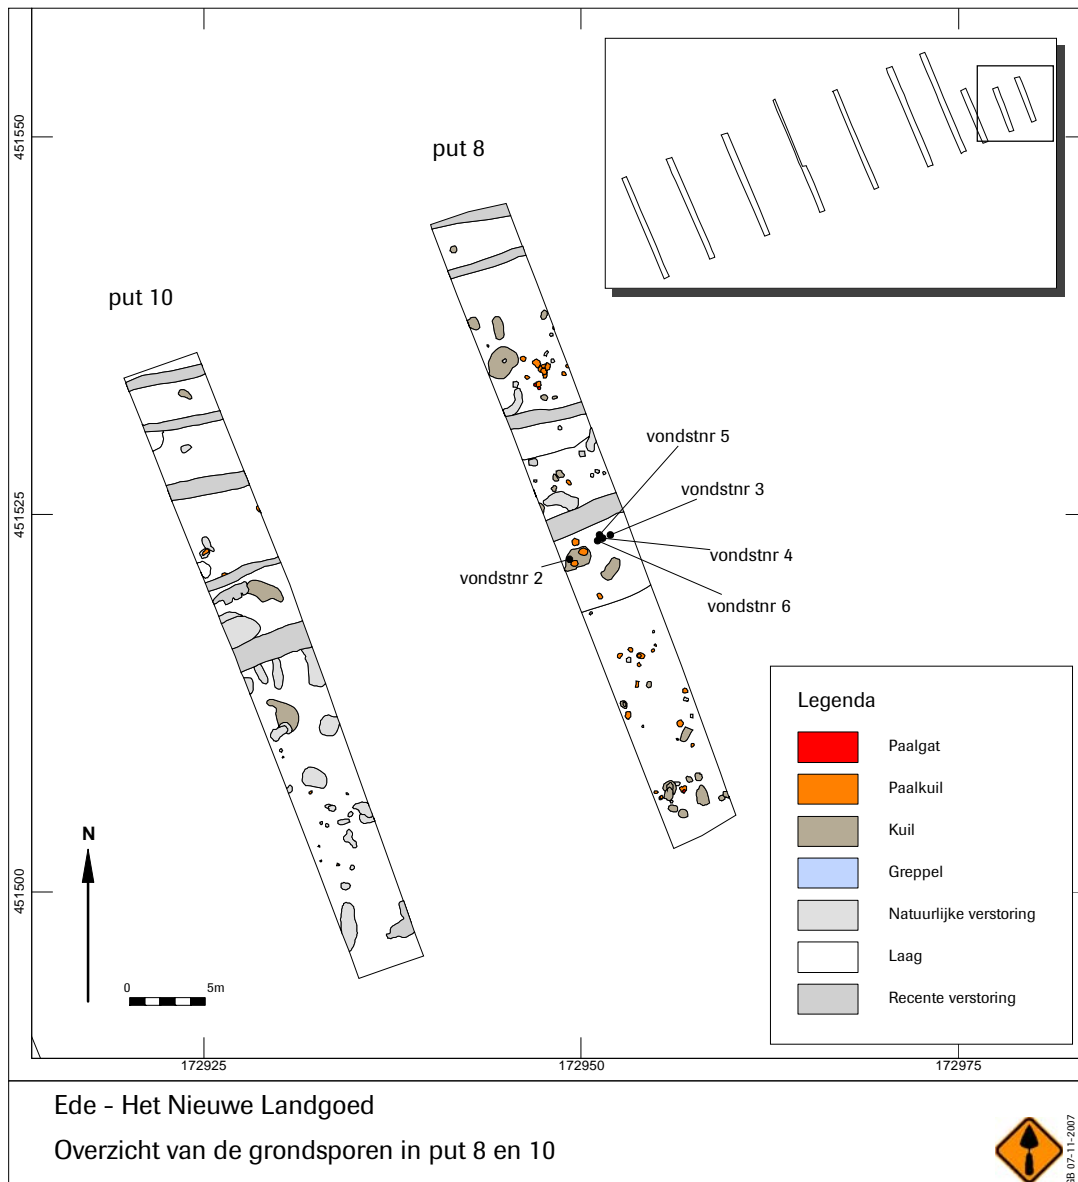 451550
put 8
put 10
vondstnr 5
vondstnr 3
451525
vondstnr 4
vondstnr 2
vondstnr 6
Legenda
Paalgat
Paalkuil
Kuil
Greppel
Natuurlijke verstoring
Laag
Recente verstoring
N
451500
0 5m
172925 172950 172975
Ede - Het Nieuwe Landgoed
Overzicht van de grondsporen in put 8 en 10
GB 07-11-2007